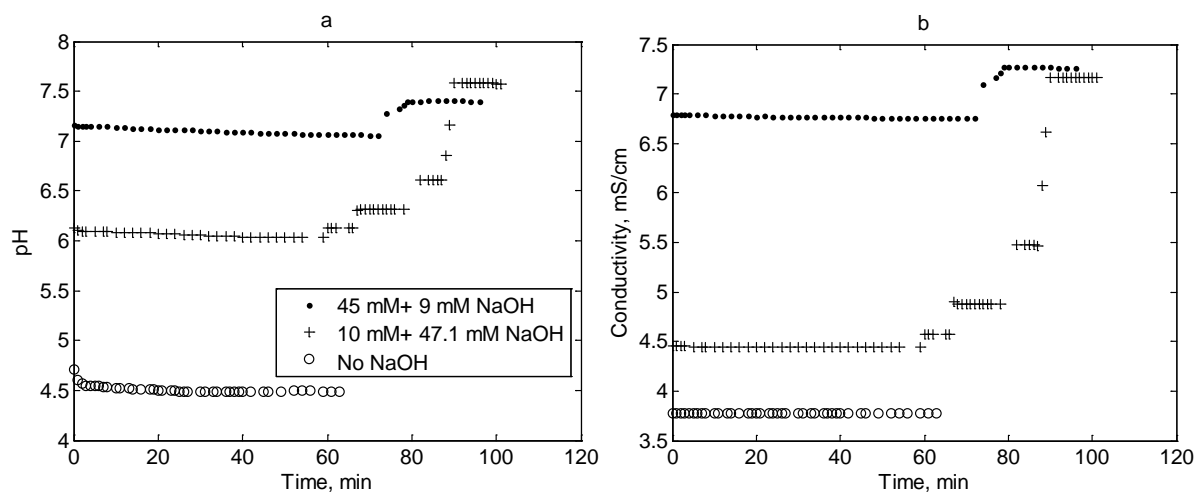 a
8
7.5
7
6.5
6
5.5
5
4.5
4
pH
45 mM+ 9 mM NaOH
10 mM+ 47.1 mM NaOH
No NaOH
0 20 40 60 80 100 120
Time, min
b
7.5
7
6.5
6
5.5
5
4.5
4
3.5
Conductivity, mS/cm
0 20 40 60 80 100 120
Time, min